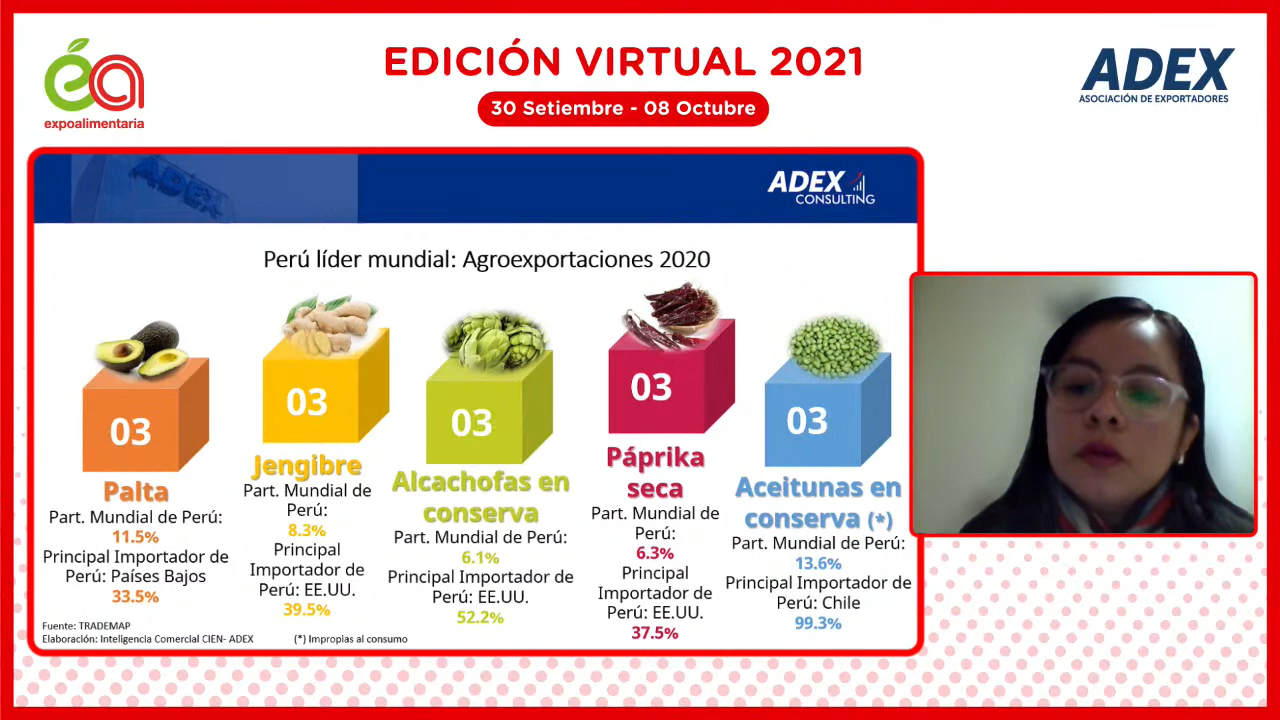 EDICIÓN VIRTUAL 2021
30 Setiembre - 08 Octubre
éa
expoalimentaria
ADEX
ASOCIACIÓN DE EXPORTADORES
ADEX
ADEX
CONSULTING
Perú líder mundial: Agroexportaciones 2020
03
Palta
Part. Mundial de Perú:
11.5%
Principal Importador de
Perú: Países Bajos
33.5%
03
Jengibre
Part. Mundial de
Perú:
8.3%
Principal
Importador de
Perú: EE.UU.
39.5%
03
Alcachofas en
conserva
Part. Mundial de Perú:
6.1%
Principal Importador de
Perú: EE.UU.
52.2%
03
Páprika
seca
Part. Mundial de
Perú:
6.3%
Principal
Importador de
Perú: EE.UU.
37.5%
03
Aceitunas en
conserva (*)
Part. Mundial de Perú:
13.6%
Principal Importador de
Perú: Chile
99.3%
Fuente: TRADEMAP
Elaboración: Inteligencia Comercial CIEN- ADEX (*) Impropias al consumo